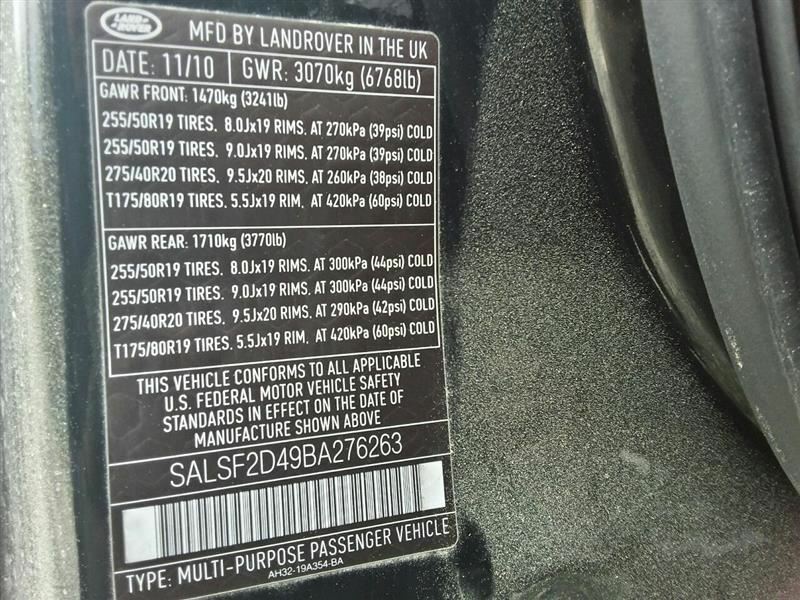 LAND ROVER
MFD BY LANDROVER IN THE UK
DATE: 11/10 GWR: 3070kg (6768lb)
GAWR FRONT: 1470kg (3241lb)
255/50R19 TIRES. 8.0Jx19 RIMS. AT 270kPa (39psi) COLD
255/50R19 TIRES. 9.0Jx19 RIMS. AT 270kPa (39psi) COLD
275/40R20 TIRES. 9.5Jx20 RIMS. AT 260kPa (38psi) COLD
T175/80R19 TIRES. 5.5Jx19 RIM. AT 420kPa (60psi) COLD
GAWR REAR: 1710kg (3770lb)
255/50R19 TIRES. 8.0Jx19 RIMS. AT 300kPa (44psi) COLD
255/50R19 TIRES. 9.0Jx19 RIMS. AT 300kPa (44psi) COLD
275/40R20 TIRES. 9.5Jx20 RIMS. AT 290kPa (42psi) COLD
T175/80R19 TIRES. 5.5Jx19 RIM. AT 420kPa (60psi) COLD
THIS VEHICLE CONFORMS TO ALL APPLICABLE
U.S. FEDERAL MOTOR VEHICLE SAFETY
STANDARDS IN EFFECT ON THE DATE OF
MANUFACTURE SHOWN ABOVE
SALSF2D49BA276263
TYPE: MULTI-PURPOSE PASSENGER VEHICLE
AH32-19A354-BA